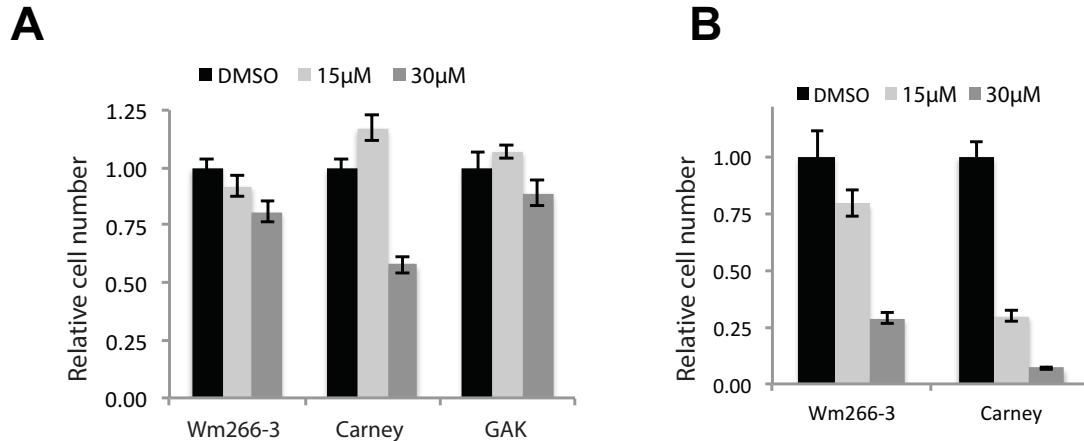 A
DMSO 15µM 30µM
Relative cell number
1.25
1.00
0.75
0.50
0.25
0.00
Wm266-3 Carney GAK
B
DMSO 15µM 30µM
Relative cell number
1.00
0.75
0.50
0.25
0.00
Wm266-3 Carney